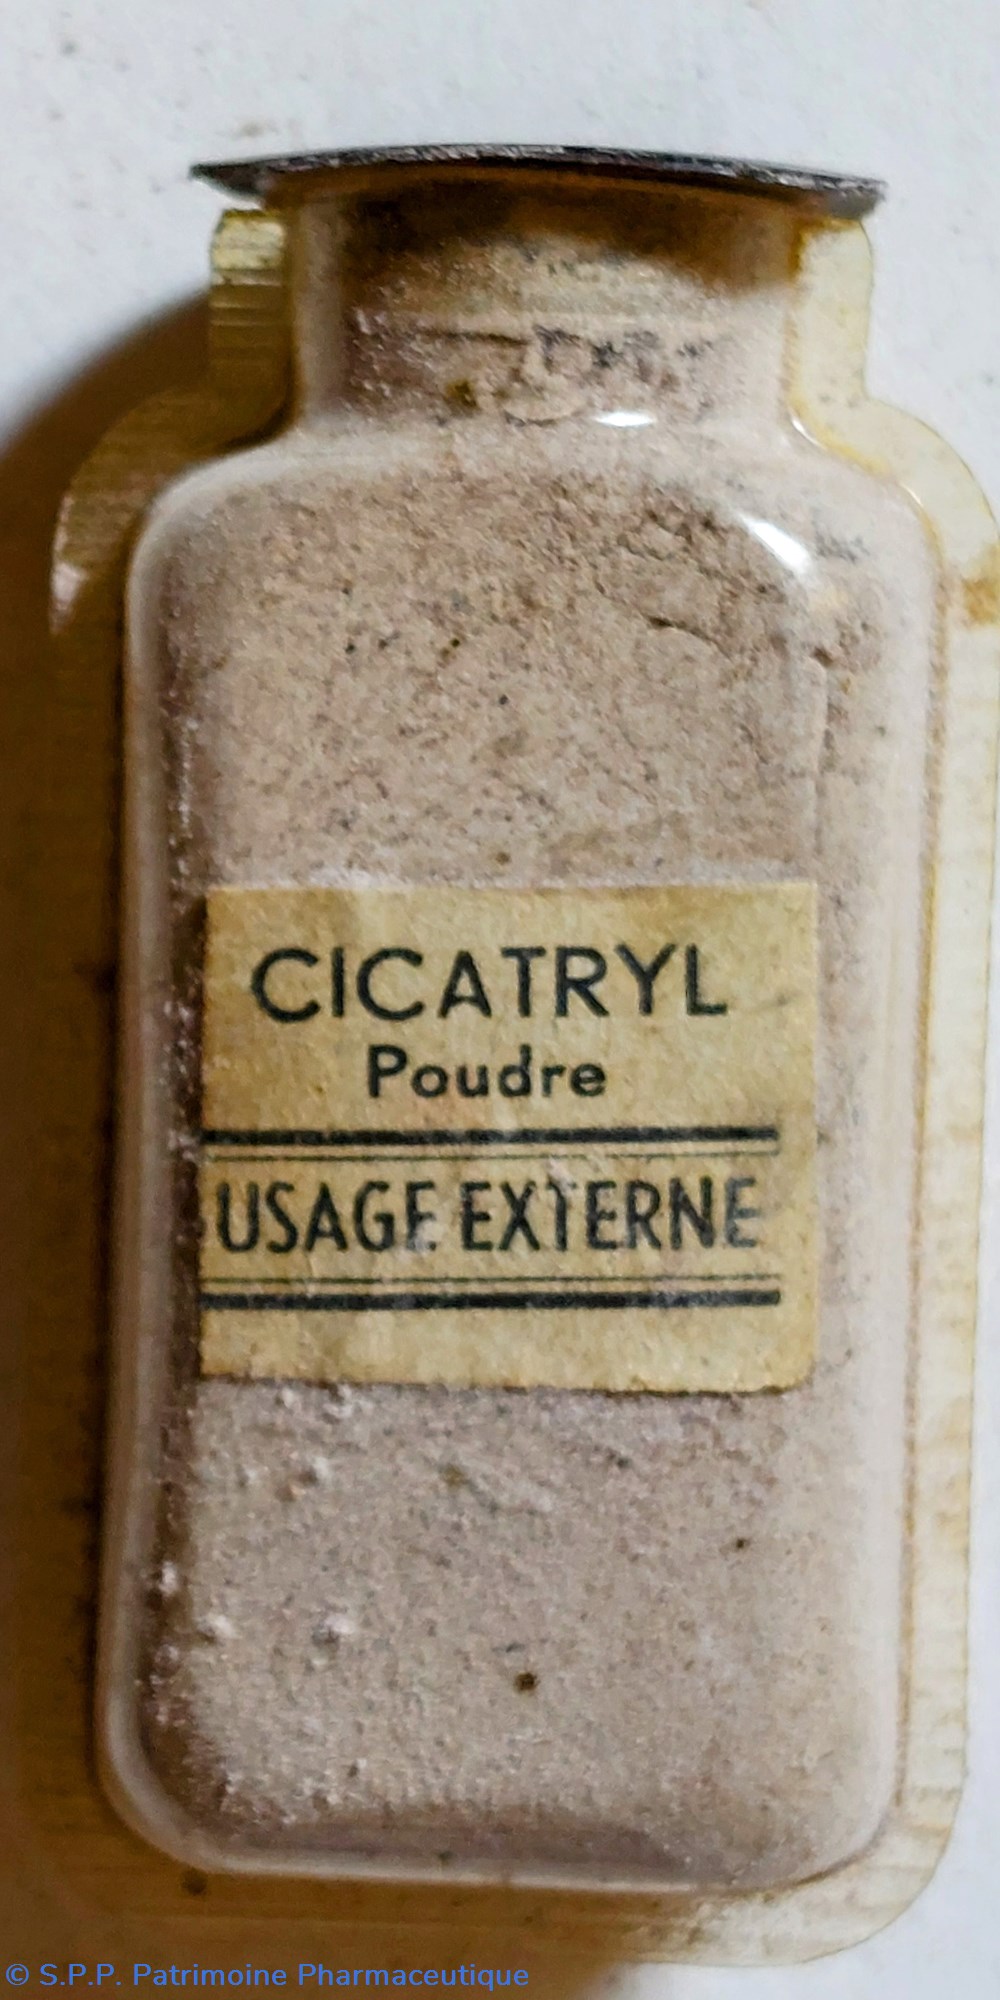 CICATRYL
Poudre
USAGE EXTERNE
© S.P.P. Patrimoine Pharmaceutique